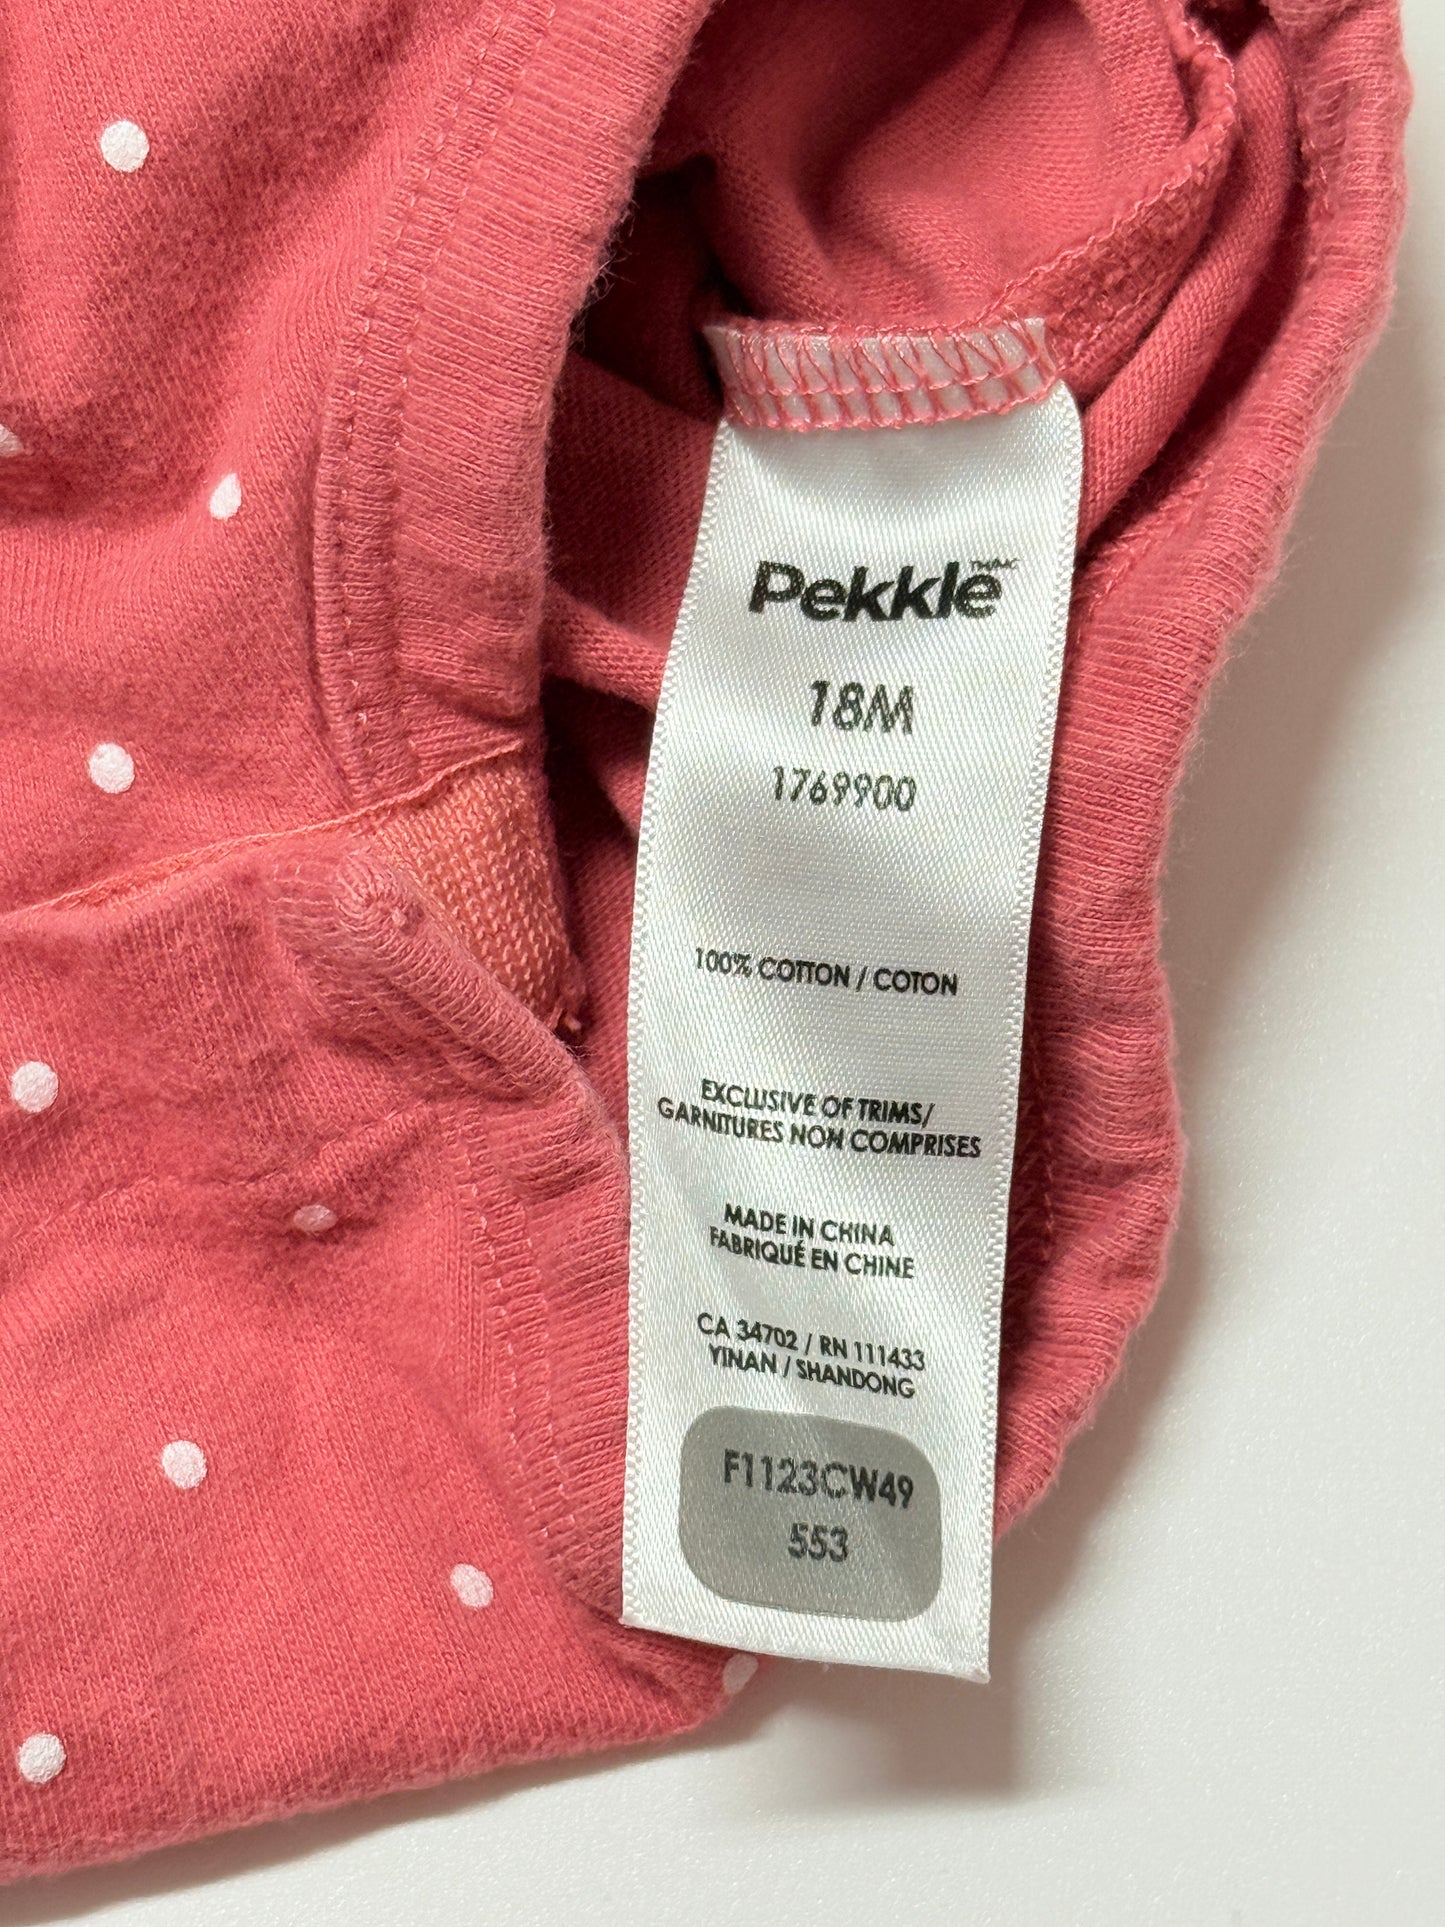 Pekkle
18M
1769900
100% COTTON / COTON
EXCLUSIVE OF TRIMS/
GARNITURES NON COMPRISES
MADE IN CHINA
FABRIQUÉ EN CHINE
CA 34702 / RN 111433
YINAN / SHANDONG
F1123CW49
553